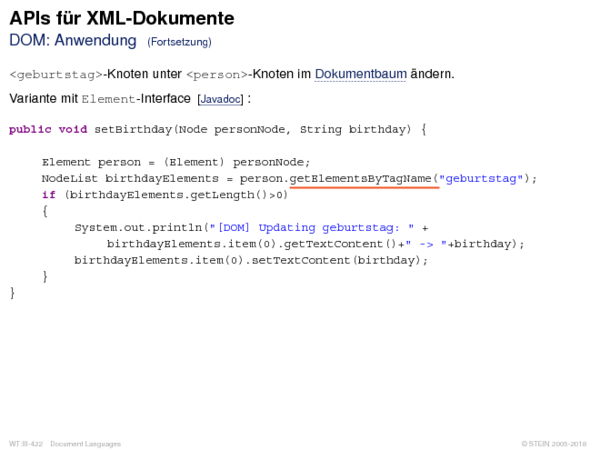 APIs für XML-Dokumente
DOM: Anwendung (Fortsetzung)
<geburtstag>-Knoten unter <person>-Knoten im Dokumentbaum ändern.
Variante mit Element-Interface [Javadoc] :
public void setBirthday(Node personNode, String birthday) {
Element person = (Element) personNode;
NodeList birthdayElements = person.getElementsByTagName("geburtstag");
if (birthdayElements.getLength()>0)
{
System.out.println("[DOM] Updating geburtstag: " +
birthdayElements.item(0).getTextContent()+" -> "+birthday);
birthdayElements.item(0).setTextContent(birthday);
}
}
WT:III-422 Document Languages © STEIN 2005-2018